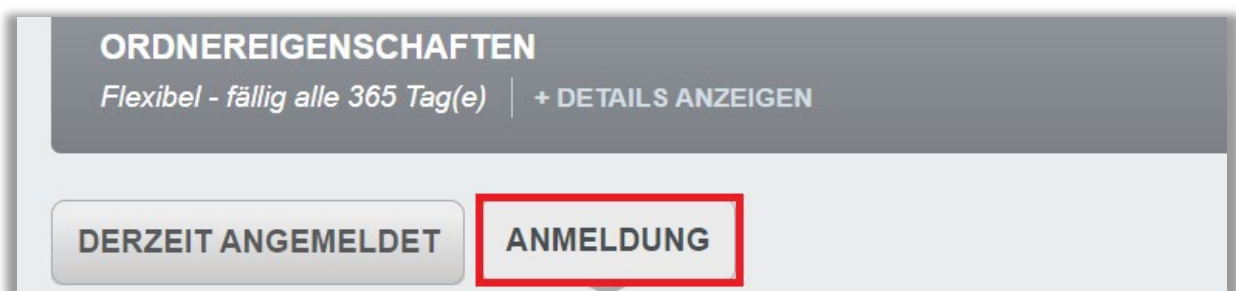 ORDNEREIGENSCHAFTEN
Flexibel - fällig alle 365 Tag(e) + DETAILS ANZEIGEN
DERZEIT ANGEMELDET ANMELDUNG